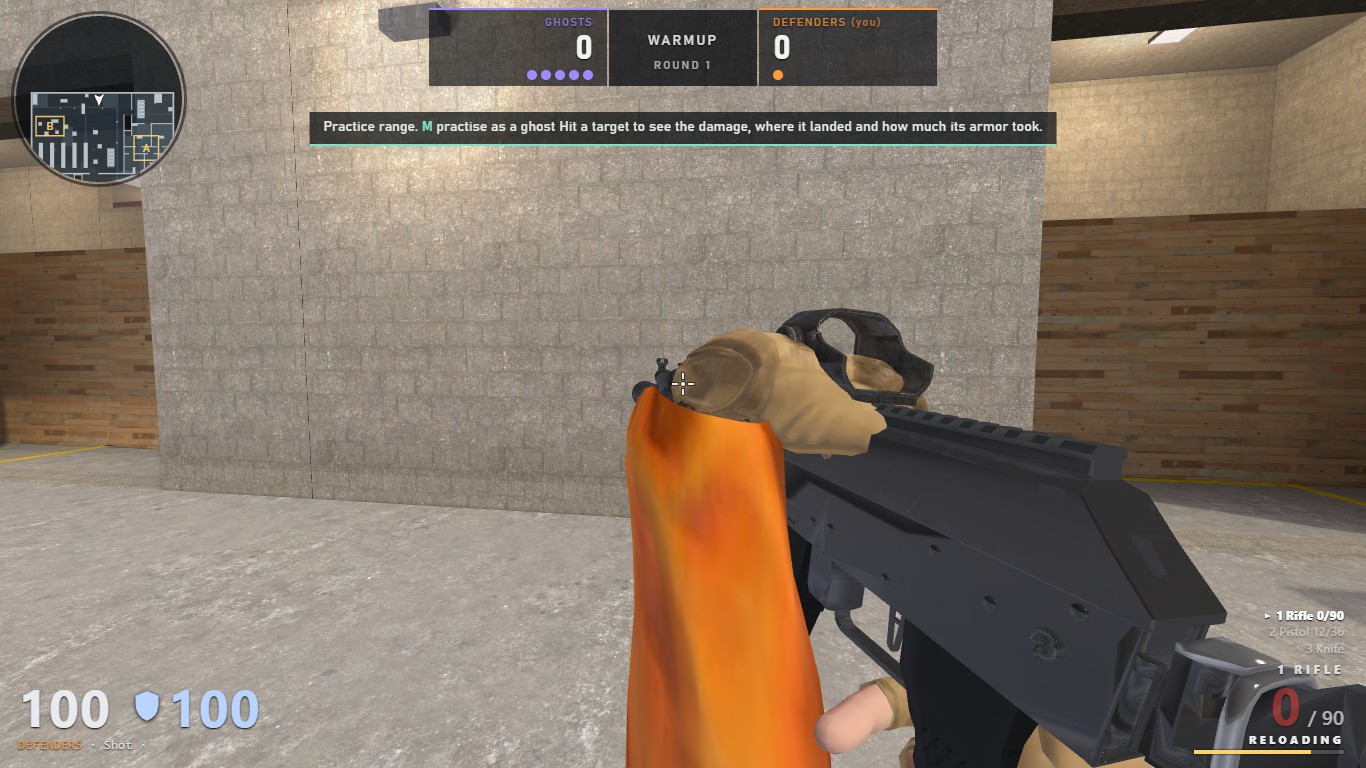 GHOSTS
0
WARMUP
ROUND 1
DEFENDERS (you)
0
B
A
Practice range. M practise as a ghost Hit a target to see the damage, where it landed and how much its armor took.
▸ 1 Rifle 0/90
2 Pistol 12/36
3 Knife
1 RIFLE
0 / 90
RELOADING
100 100
DEFENDERS · Shot ·